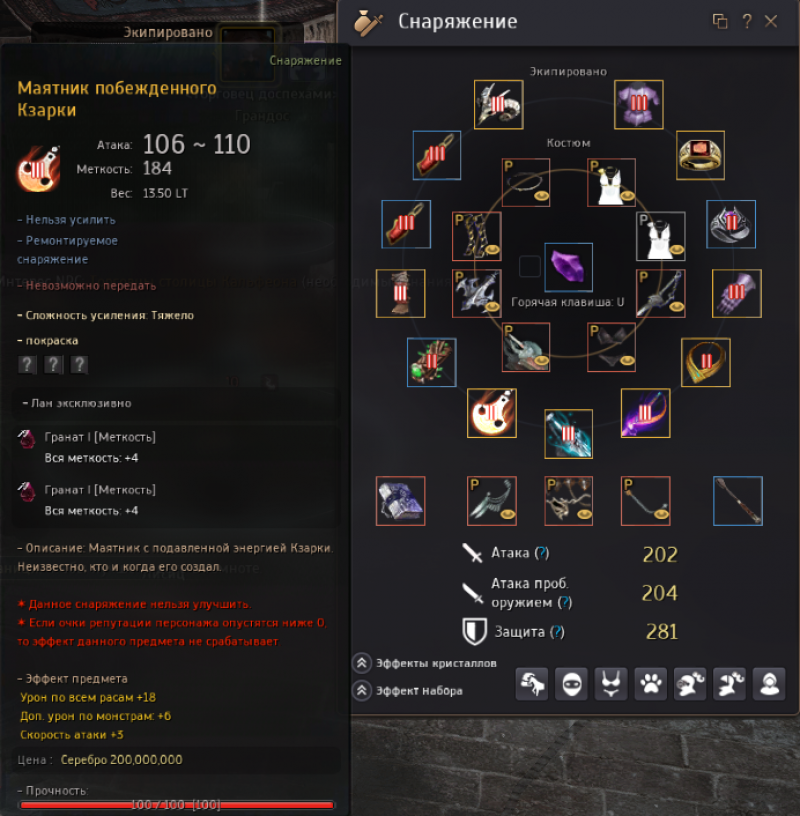 Экипировано
Снаряжение
Маятник побежденного
Кзарки
Атака: 106 ~ 110
Меткость: 184
Вес: 13.50 LT
- Нельзя усилить
- Ремонтируемое
снаряжение
- Невозможно передать
- Сложность усиления: Тяжело
- покраска
? ? ?
- Лан эксклюзивно
Гранат I [Меткость]
Вся меткость: +4
Гранат I [Меткость]
Вся меткость: +4
- Описание: Маятник с подавленной энергией Кзарки.
Неизвестно, кто и когда его создал.
* Данное снаряжение нельзя улучшить.
* Если очки репутации персонажа опустятся ниже 0,
то эффект данного предмета не срабатывает
- Эффект предмета
Урон по всем расам +18
Доп. урон по монстрам: +6
Скорость атаки +3
Цена : Серебро 200,000,000
- Прочность:
100 / 100 [100]
Снаряжение
?
Экипировано
Костюм
Горячая клавиша: U
Атака (?) 202
Атака проб.
оружием (?) 204
Защита (?) 281
Эффекты кристаллов
Эффект набора